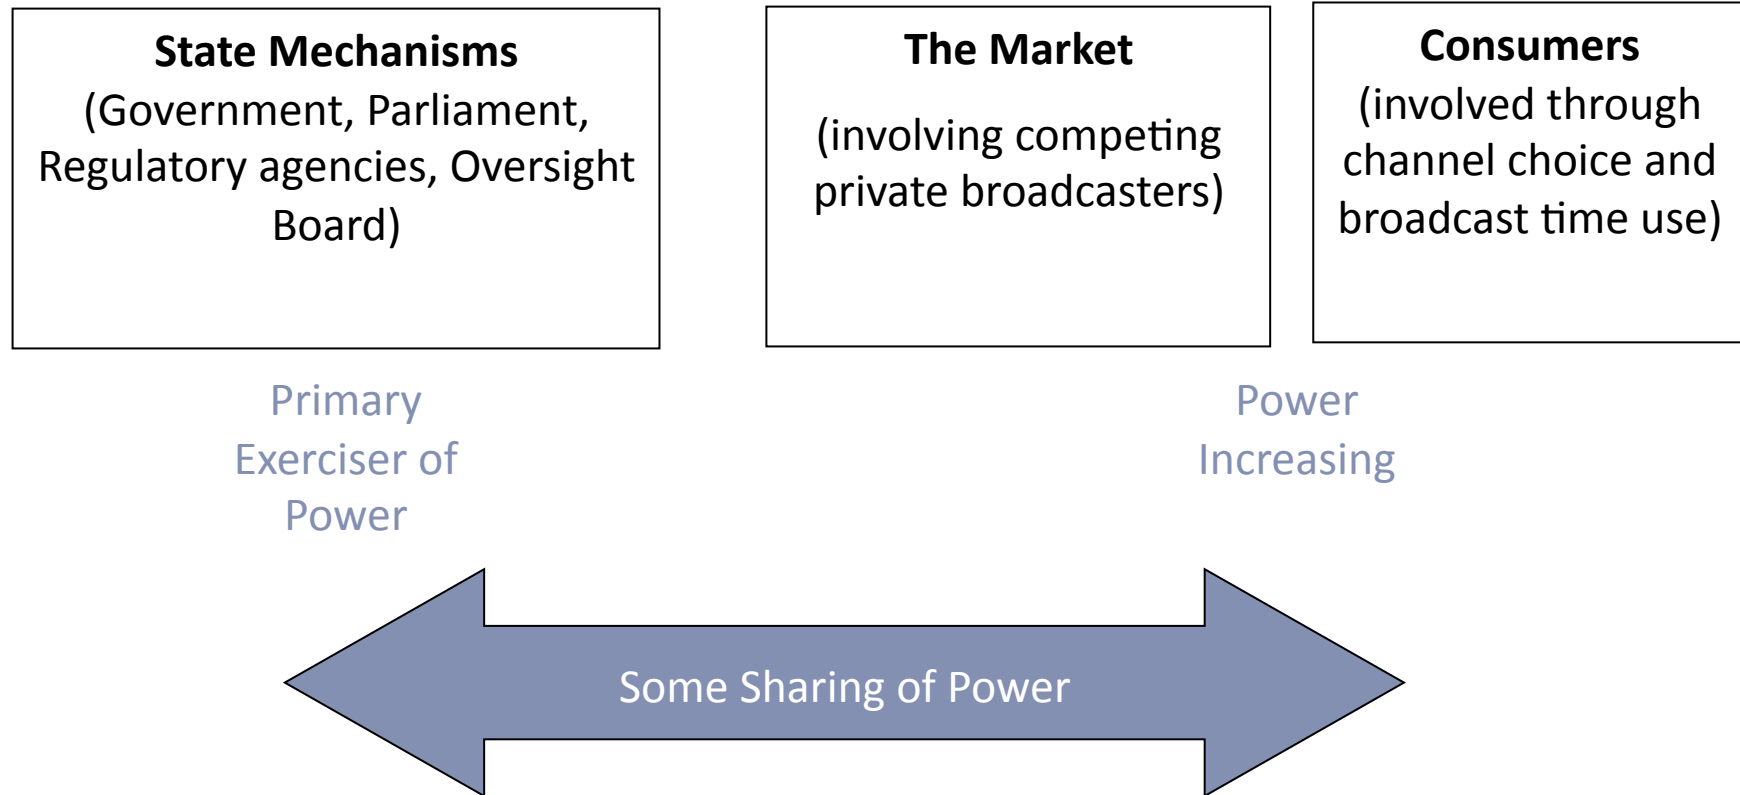 State Mechanisms
(Government, Parliament,
Regulatory agencies, Oversight
Board)
The Market
(involving competing
private broadcasters)
Consumers
(involved through
channel choice and
broadcast time use)
Primary
Exerciser of
Power
Power
Increasing
Some Sharing of Power